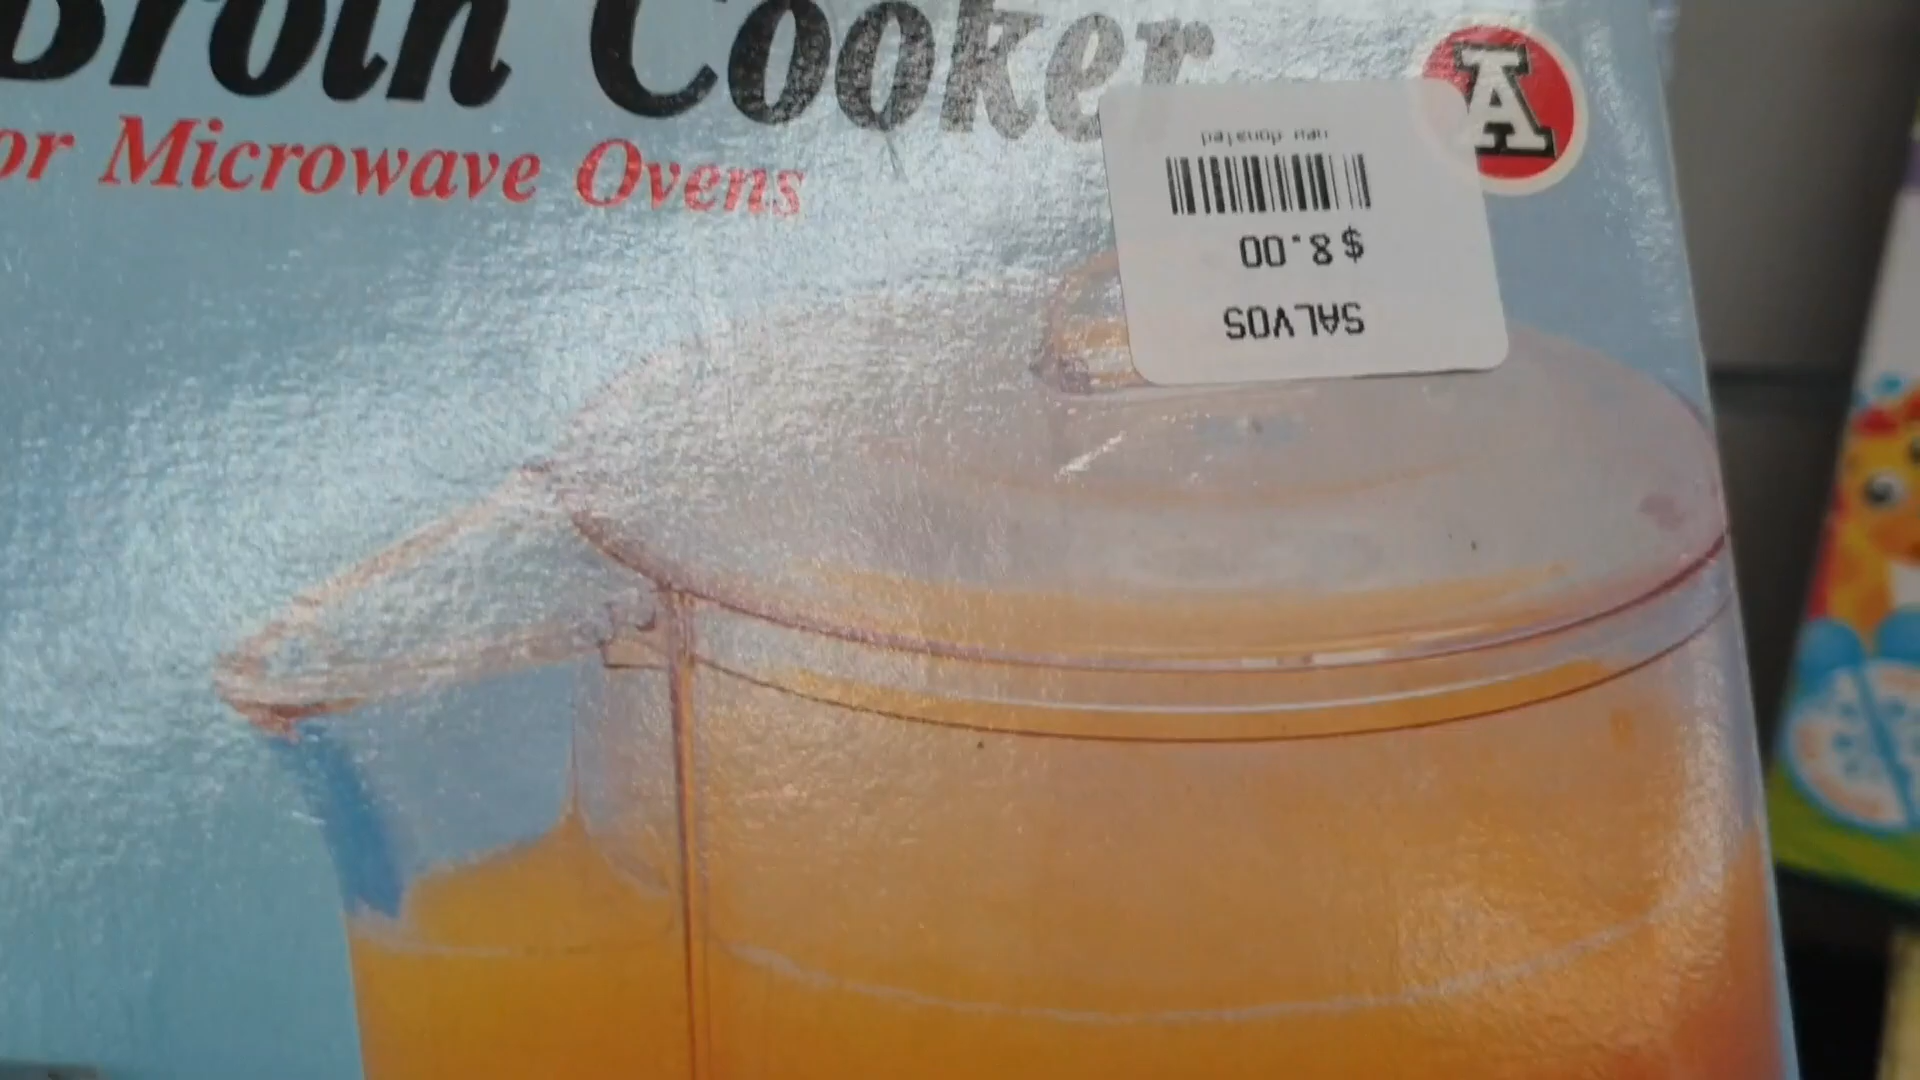 Broth Cooker
or Microwave Ovens
A
SALVOS
$8.00
new donated